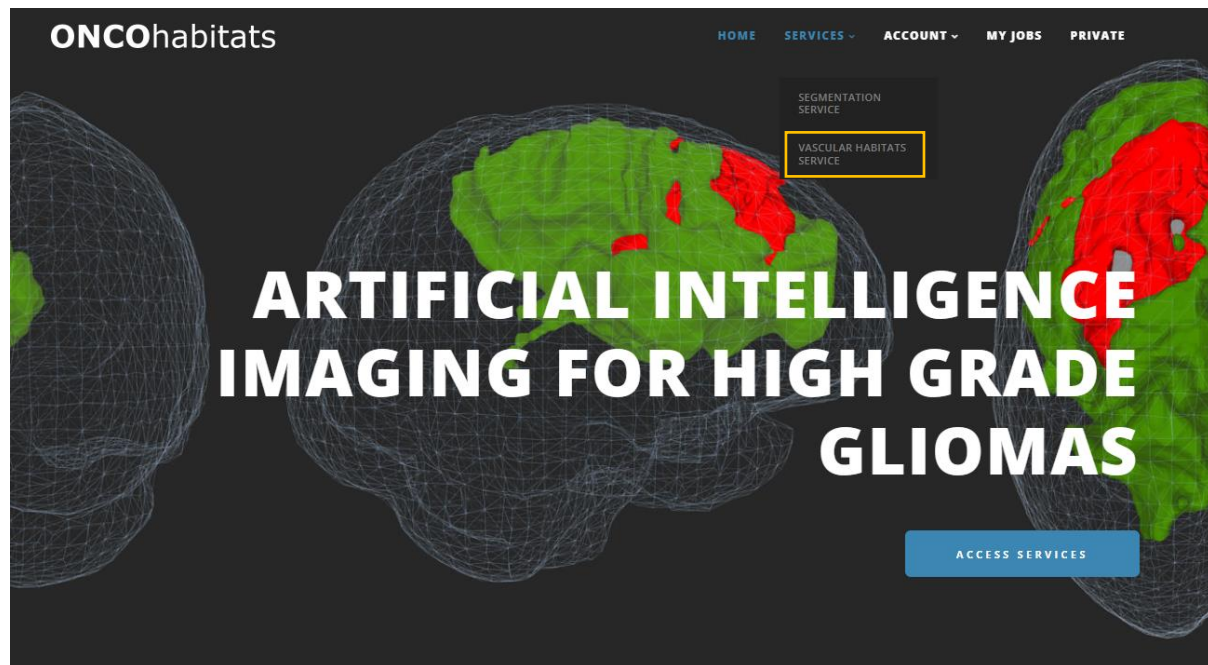 ONCOhabitats
HOME SERVICES ACCOUNT MY JOBS PRIVATE
SEGMENTATION
SERVICE
VASCULAR HABITATS
SERVICE
ARTIFICIAL INTELLIGENCE
IMAGING FOR HIGH GRADE
GLIOMAS
ACCESS SERVICES